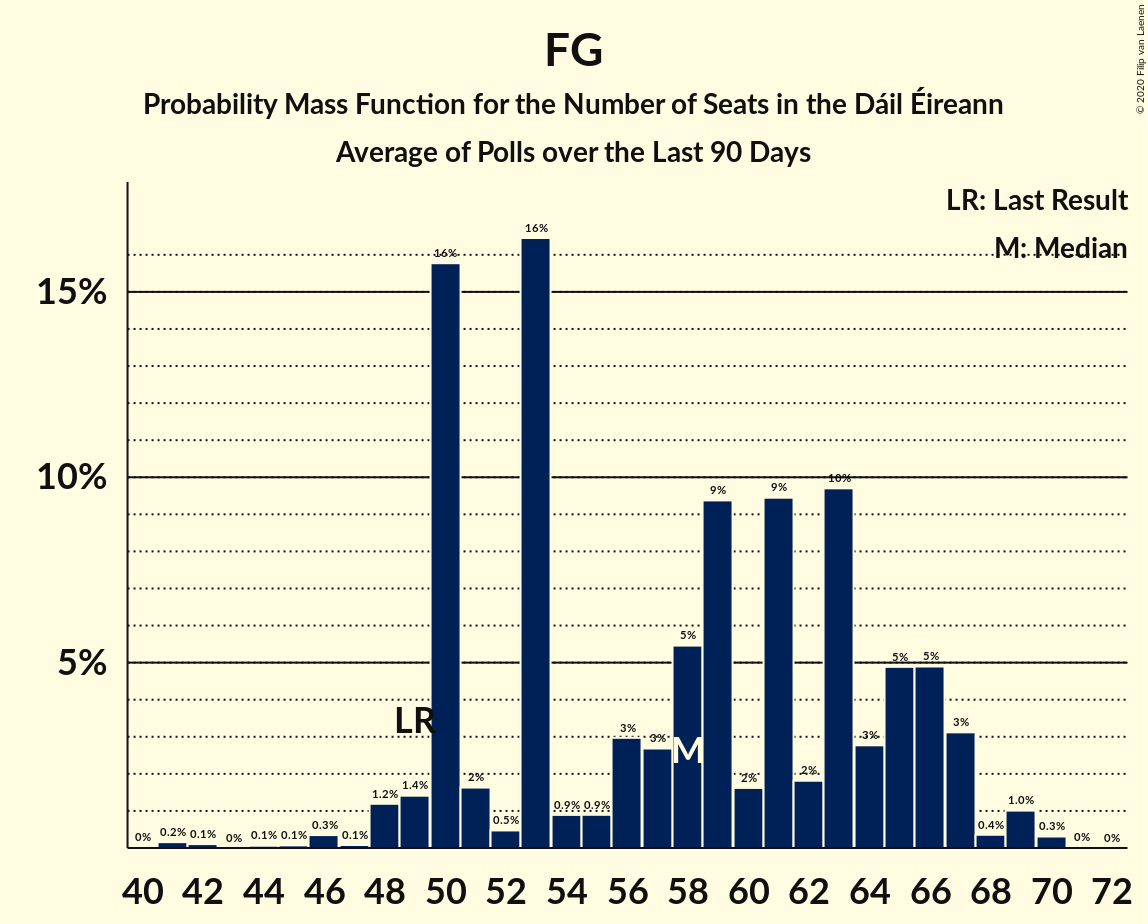 FG
Probability Mass Function for the Number of Seats in the Dáil Éireann
Average of Polls over the Last 90 Days
© 2020 Filip van Laenen
LR: Last Result
M: Median
15%
10%
5%
0% 0.2% 0.1% 0% 0.1% 0.1% 0.3% 0.1% 1.2% 1.4% 16% 2% 0.5% 16% 0.9% 0.9% 3% 3% 5% 9% 2% 9% 2% 10% 3% 5% 5% 3% 0.4% 1.0% 0.3% 0% 0%
LR
M
40 42 44 46 48 50 52 54 56 58 60 62 64 66 68 70 72